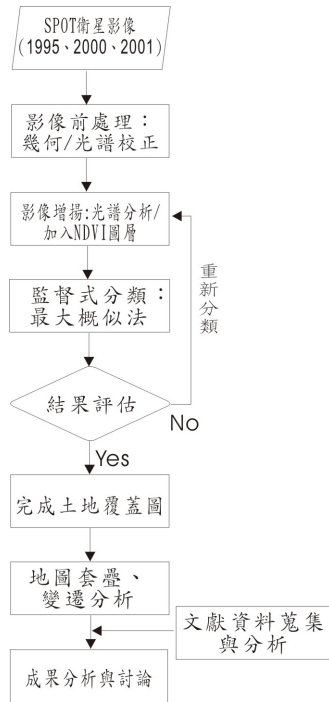 SPOT衛星影像
(1995、2000、2001)
影像前處理：
幾何/光譜校正
影像增揚:光譜分析/
加入NDVI圖層
重新分類
監督式分類：
最大概似法
結果評估
No
Yes
完成土地覆蓋圖
地圖套疊、
變遷分析
文獻資料蒐集
與分析
成果分析與討論